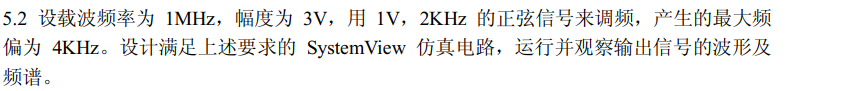 5.2 设载波频率为 1MHz，幅度为 3V，用 1V，2KHz 的正弦信号来调频，产生的最大频
偏为 4KHz。设计满足上述要求的 SystemView 仿真电路，运行并观察输出信号的波形及
频谱。